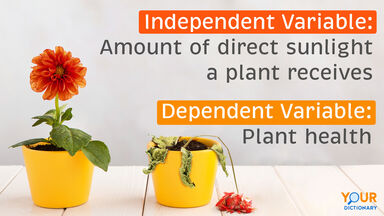 Independent Variable:
Amount of direct sunlight
a plant receives
Dependent Variable:
Plant health
YOUR
DICTIONARY